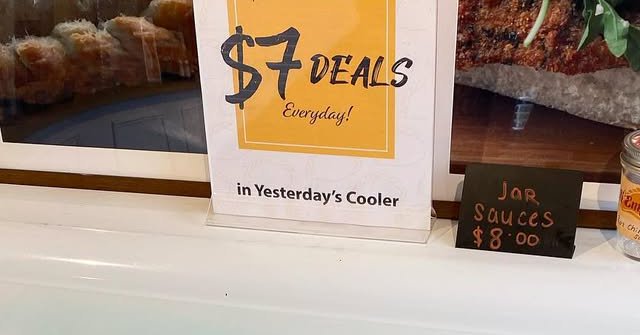 $7 DEALS
Everyday!
in Yesterday's Cooler
JAR
SAUCES
$8.00